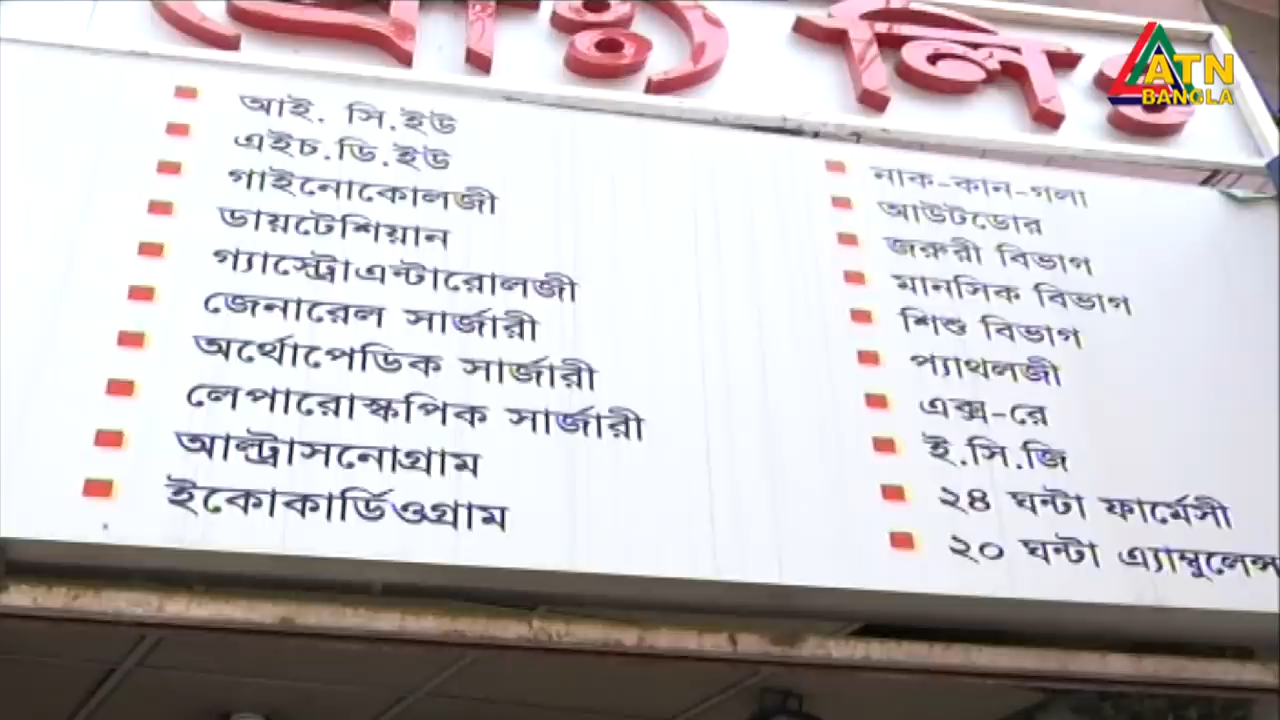 ATN
BANGLA
আই. সি.ইউ
এইচ.ডি.ইউ
গাইনোকোলজী
ডায়টেশিয়ান
গ্যাস্ট্রোএন্টারোলজী
জেনারেল সার্জারী
অর্থোপেডিক সার্জারী
লেপারোস্কপিক সার্জারী
আল্ট্রাসনোগ্রাম
ইকোকার্ডিওগ্রাম
নাক-কান-গলা
আউটডোর
জরুরী বিভাগ
মানসিক বিভাগ
শিশু বিভাগ
প্যাথলজী
এক্স-রে
ই.সি.জি
২৪ ঘন্টা ফার্মেসী
২০ ঘন্টা এ্যাম্বুলেন্স